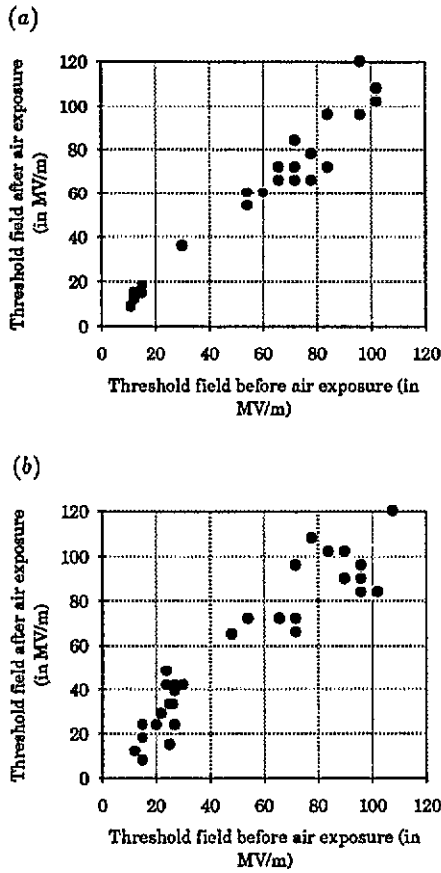 (a)
Threshold field after air exposure
(in MV/m)
120
100
80
60
40
20
0
0 20 40 60 80 100 120
Threshold field before air exposure (in
MV/m)
(b)
Threshold field after air exposure
(in MV/m)
120
100
80
60
40
20
0
0 20 40 60 80 100 120
Threshold field before air exposure (in
MV/m)